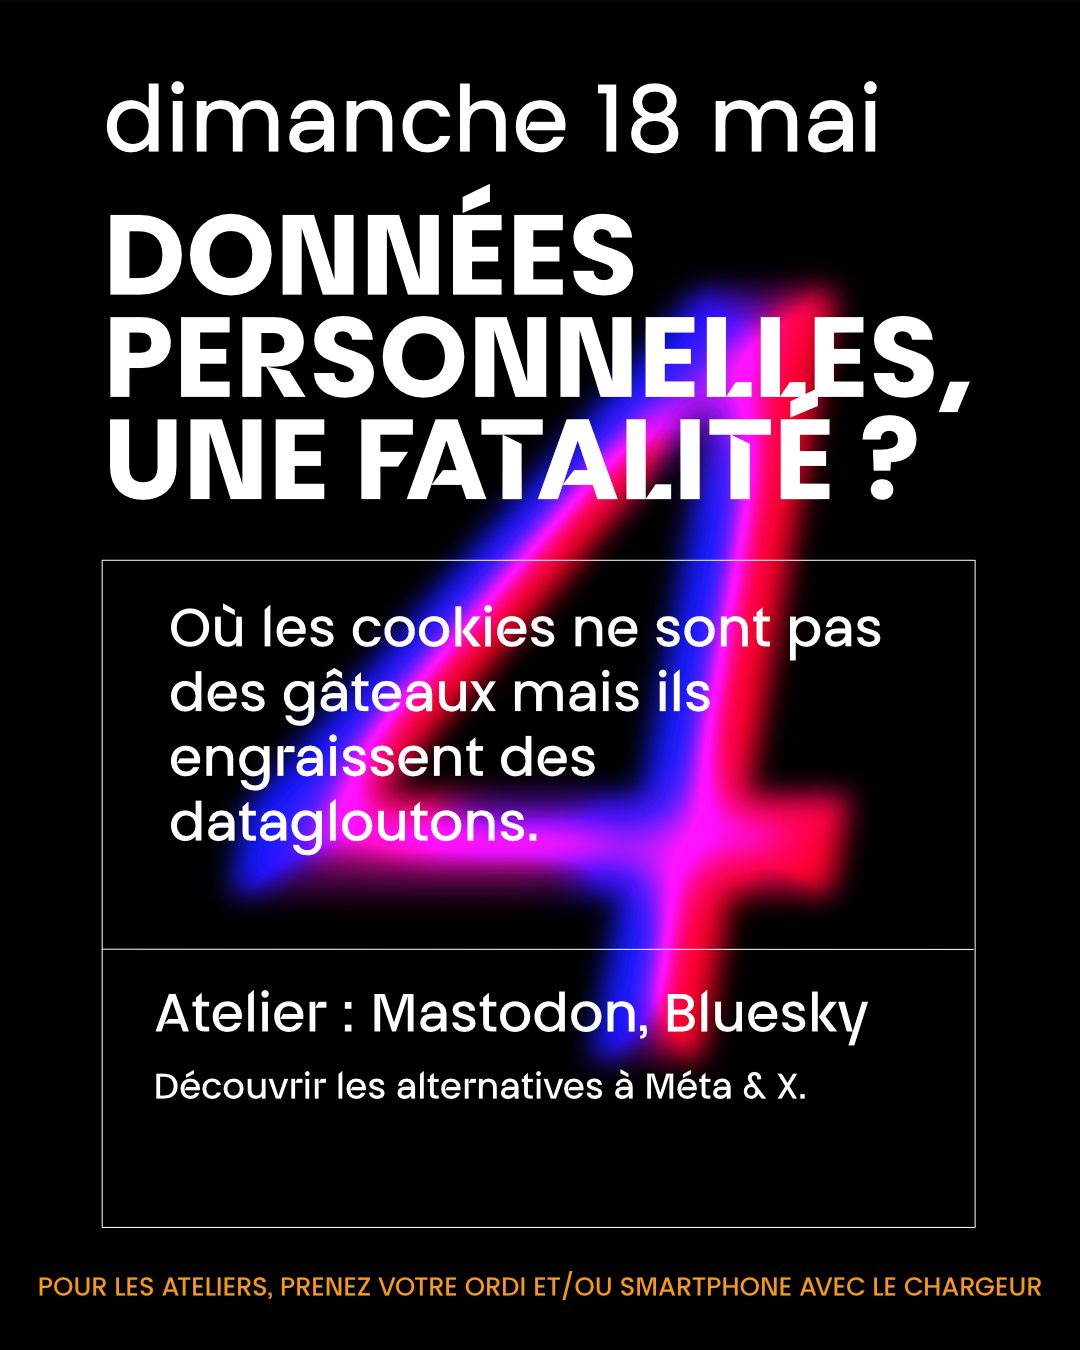 dimanche 18 mai
DONNÉES
PERSONNELLES,
UNE FATALITÉ ?
4
Où les cookies ne sont pas
des gâteaux mais ils
engraissent des
datagloutons.
Atelier : Mastodon, Bluesky
Découvrir les alternatives à Méta & X.
POUR LES ATELIERS, PRENEZ VOTRE ORDI ET/OU SMARTPHONE AVEC LE CHARGEUR